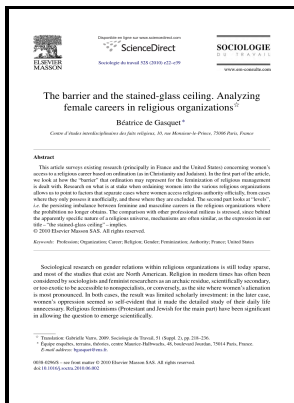 Disponible en ligne sur www.sciencedirect.com
ScienceDirect
ELSEVIER
MASSON
Sociologie du travail 52S (2010) e22–e39
SOCIOLOGIE
DU TRAVAIL
www.em-consulte.com
The barrier and the stained-glass ceiling. Analyzing
female careers in religious organizations☆
Béatrice de Gasquet *
Centre d'études interdisciplinaires des faits religieux, 10, rue Monsieur-le-Prince, 75006 Paris, France
Abstract
This article surveys existing research (principally in France and the United States) concerning women's
access to a religious career based on ordination (as in Christianity and Judaism). In the first part of the article,
we look at how the "barrier" that ordination may represent for the feminization of religious management
is dealt with. Research on what is at stake when ordaining women into the various religious organizations
allows us to point to factors that separate cases where women access religious authority officially, from cases
where they only possess it unofficially, and those where they are excluded. The second part looks at "levels",
i.e. the persisting imbalance between feminine and masculine careers in the religious organizations where
the prohibition no longer obtains. The comparison with other professional milieus is stressed, since behind
the apparently specific nature of a religious universe, mechanisms are often similar, as the expression in our
title – "the stained-glass ceiling" – implies.
© 2010 Elsevier Masson SAS. All rights reserved.
Keywords: Profession; Organization; Career; Religion; Gender; Feminization; Authority; France; United States
Sociological research on gender relations within religious organizations is still today sparse,
and most of the studies that exist are North American. Religion in modern times has often been
considered by sociologists and feminist researchers as an archaic residue, scientifically secondary,
or too exotic to be accessible to nonspecialists, or conversely, as the site where women's alienation
is most pronounced. In both cases, the result was limited scholarly investment: in the later case,
women's oppression seemed so self-evident that it made the detailed study of their daily life
unnecessary. Religious feminisms (Protestant and Jewish for the main part) have been significant
in allowing the question to emerge scientifically.
☆ Translation: Gabrielle Varro, 2009. Sociologie du Travail, 51 (Suppl. 2), pp. 218–236.
* Équipe enquêtes, terrains, théories, centre Maurice-Halbwachs, 48, boulevard Jourdan, 75014 Paris, France.
E-mail address: bgasquet@ens.fr.
0038-0296/$ – see front matter © 2010 Elsevier Masson SAS. All rights reserved.
doi:10.1016/j.soctra.2010.06.002